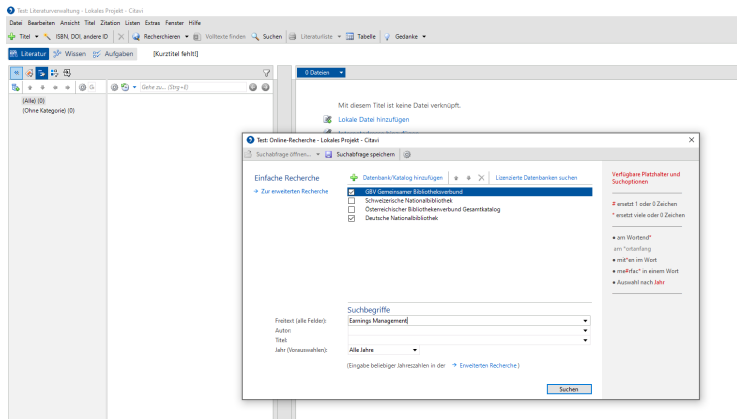 Test: Literaturverwaltung - Lokales Projekt - Citavi
Datei Bearbeiten Ansicht Titel Zitation Listen Extras Fenster Hilfe
Titel ISBN, DOI, andere ID Recherchieren Volltexte finden Suchen Literaturliste Tabelle Gedanke
Literatur Wissen Aufgaben [Kurztitel fehlt!]
0 Dateien
Gehe zu... (Strg+E)
(Alle) (0)
(Ohne Kategorie) (0)
Mit diesem Titel ist keine Datei verknüpft.
Lokale Datei hinzufügen
Test: Online-Recherche - Lokales Projekt - Citavi
Suchabfrage öffnen... Suchabfrage speichern
Einfache Recherche
Zur erweiterten Recherche
Datenbank/Katalog hinzufügen Lizenzierte Datenbanken suchen
GBV Gemeinsamer Bibliotheksverbund
Schweizerische Nationalbibliothek
Österreichischer Bibliothekenverbund Gesamtkatalog
Deutsche Nationalbibliothek
Suchbegriffe
Freitext (alle Felder): Earnings Management
Autor:
Titel:
Jahr (Vorauswahlen): Alle Jahre
(Eingabe beliebiger Jahreszahlen in der Erweiterten Recherche)
Suchen
Verfügbare Platzhalter und
Suchoptionen
# ersetzt 1 oder 0 Zeichen
* ersetzt viele oder 0 Zeichen
● am Wortend*
am *ortanfang
● mit*en im Wort
● me#rfac* in einem Wort
● Auswahl nach Jahr